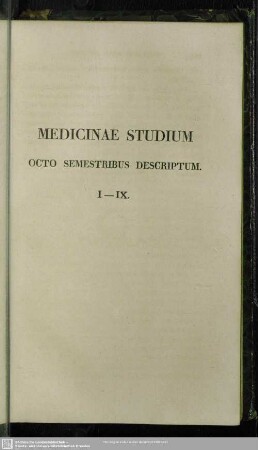 MEDICINAE STUDIUM
OCTO SEMESTRIBUS DESCRIPTUM.
I—IX.